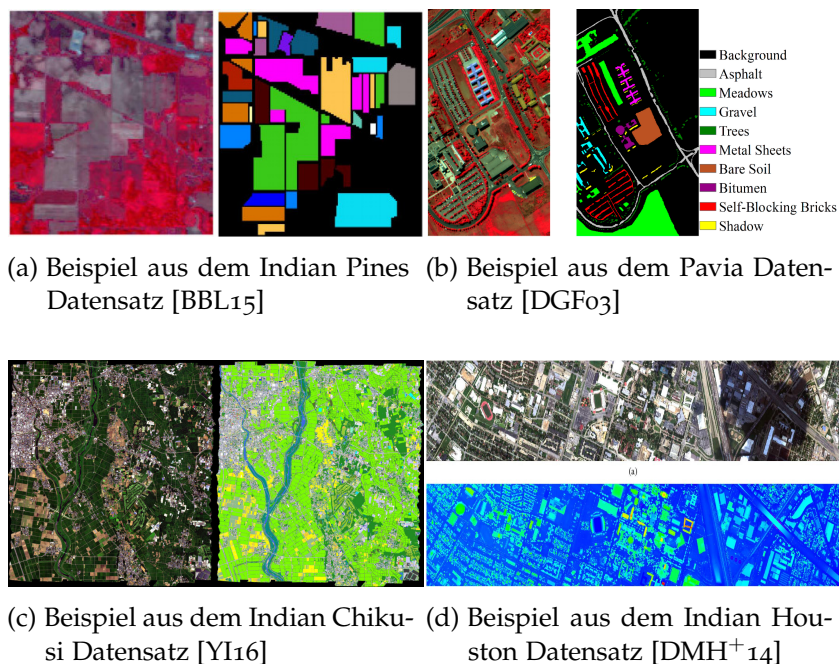 Background
Asphalt
Meadows
Gravel
Trees
Metal Sheets
Bare Soil
Bitumen
Self-Blocking Bricks
Shadow
(a) Beispiel aus dem Indian Pines
Datensatz [BBL15]
(b) Beispiel aus dem Pavia Daten-
satz [DGF03]
(a)
(c) Beispiel aus dem Indian Chiku-
si Datensatz [YI16]
(d) Beispiel aus dem Indian Hou-
ston Datensatz [DMH+14]